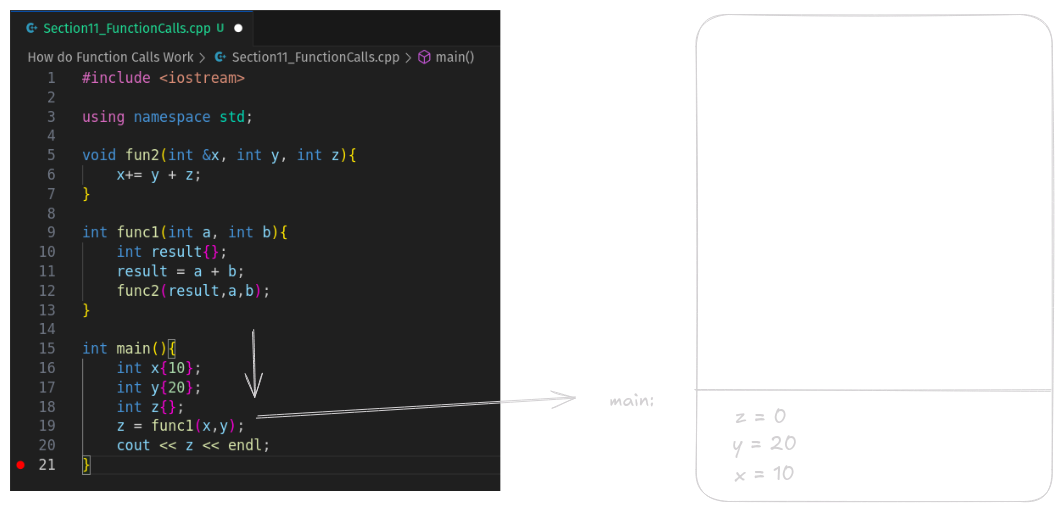 Section11_FunctionCalls.cpp U
How do Function Calls Work > Section11_FunctionCalls.cpp > main()
1 #include <iostream>
2
3 using namespace std;
4
5 void fun2(int &x, int y, int z){
6 x+= y + z;
7 }
8
9 int func1(int a, int b){
10 int result{};
11 result = a + b;
12 func2(result,a,b);
13 }
14
15 int main(){
16 int x{10};
17 int y{20};
18 int z{};
19 z = func1(x,y);
20 cout << z << endl;
21 }
main:
z = 0
y = 20
x = 10